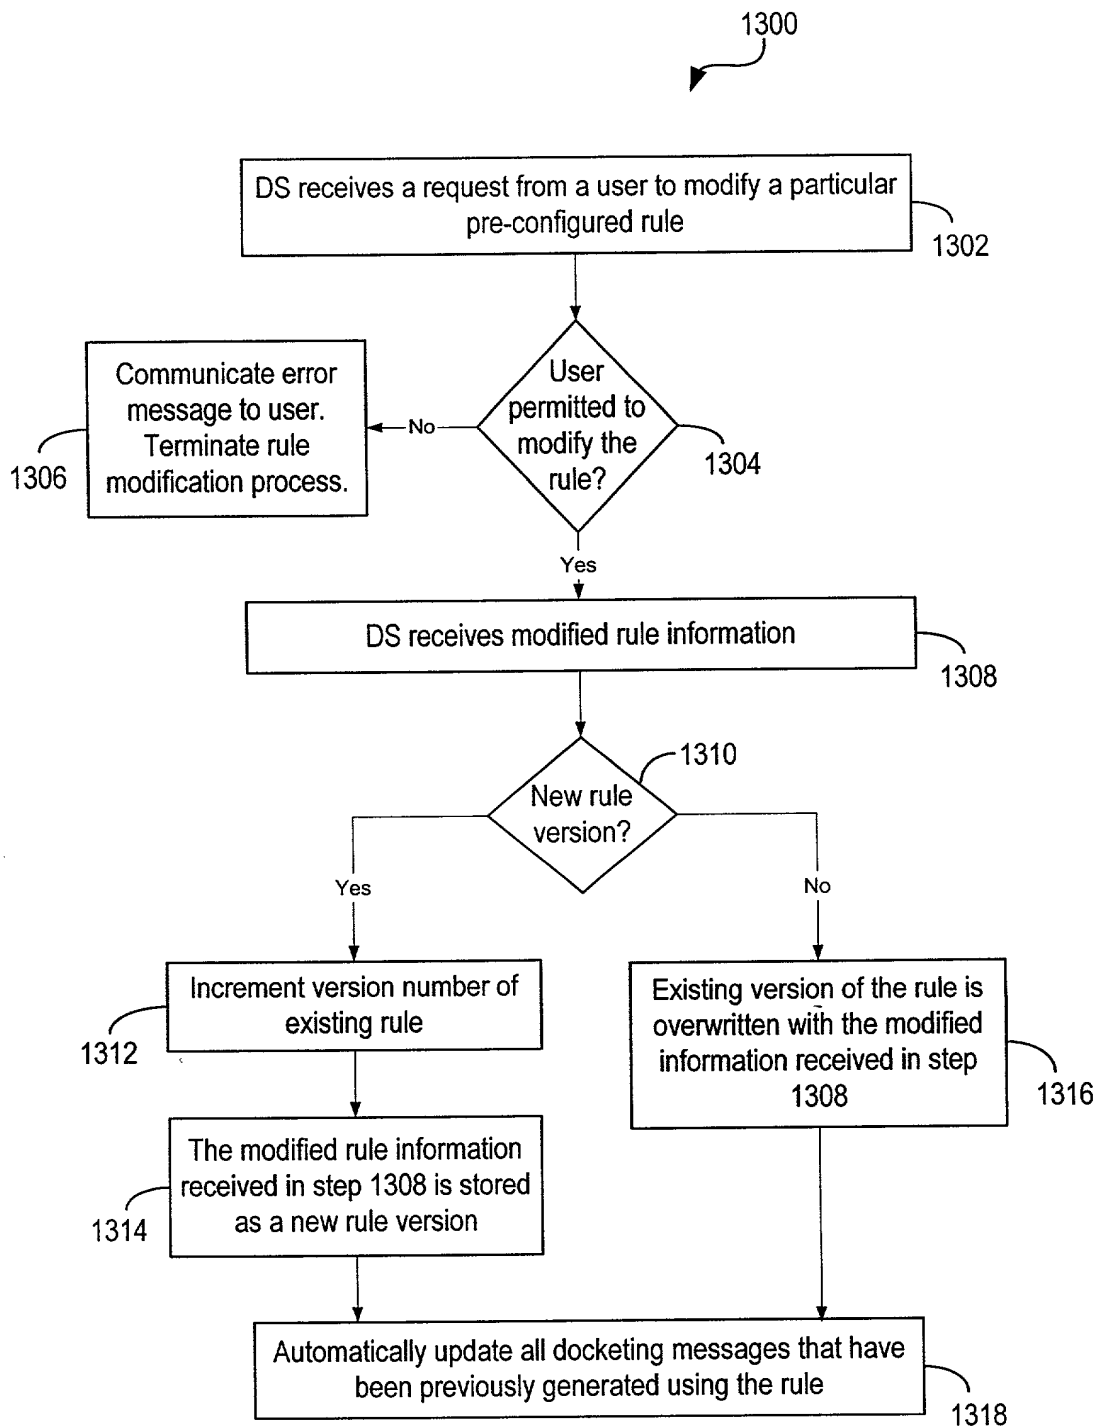 1300
DS receives a request from a user to modify a particular
pre-configured rule
1302
User
permitted to
modify the
rule?
1304
No
Communicate error
message to user.
Terminate rule
modification process.
1306
Yes
DS receives modified rule information
1308
New rule
version?
1310
Yes
No
Increment version number of
existing rule
1312
The modified rule information
received in step 1308 is stored
as a new rule version
1314
Existing version of the rule is
overwritten with the modified
information received in step
1308
1316
Automatically update all docketing messages that have
been previously generated using the rule
1318